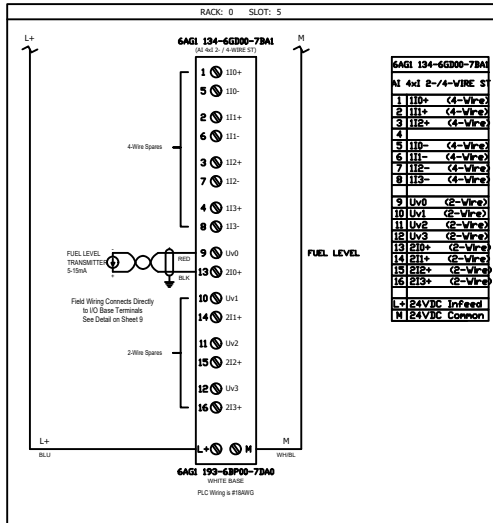 RACK: 0 SLOT: 5
L+
6AG1 134-6GD00-7BA1
M
(AI 4xI 2- / 4-WIRE ST)
1 1I0+
5 1I0-
2 1I1+
6 1I1-
4-Wire Spares
3 1I2+
7 1I2-
4 1I3+
8 1I3-
FUEL LEVEL
TRANSMITTER
5-15mA
-
+
RED
BLK
9 Uv0
13 2I0+
FUEL LEVEL
Field Wiring Connects Directly
to I/O Base Terminals
See Detail on Sheet 9
10 Uv1
14 2I1+
2-Wire Spares
11 Uv2
15 2I2+
12 Uv3
16 2I3+
L+
BLU
L+ M
M
WH/BL
6AG1 193-6BP00-7DA0
WHITE BASE
PLC Wiring is #18AWG
6AG1 134-6GD00-7BA1
AI 4xI 2-/4-WIRE ST
1 1I0+ (4-Wire)
2 1I1+ (4-Wire)
3 1I2+ (4-Wire)
4
5 1I0- (4-Wire)
6 1I1- (4-Wire)
7 1I2- (4-Wire)
8 1I3- (4-Wire)
9 Uv0 (2-Wire)
10 Uv1 (2-Wire)
11 Uv2 (2-Wire)
12 Uv3 (2-Wire)
13 2I0+ (2-Wire)
14 2I1+ (2-Wire)
15 2I2+ (2-Wire)
16 2I3+ (2-Wire)
L+ 24VDC Infeed
M 24VDC Common